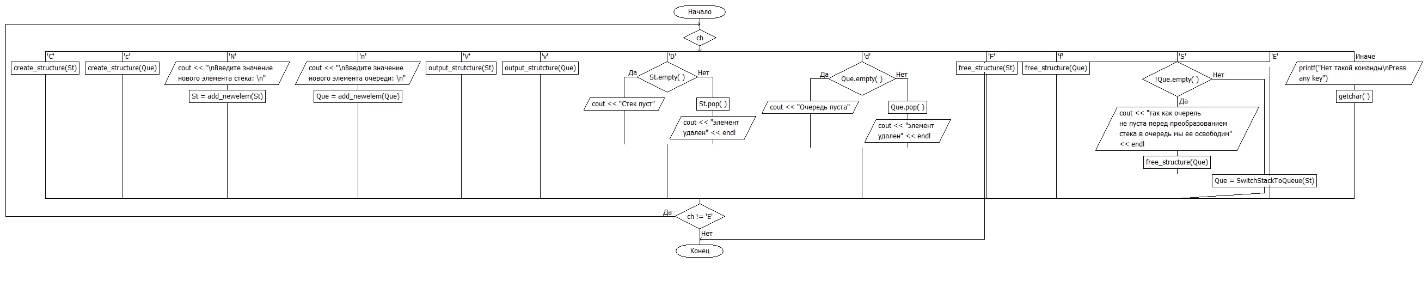 Начало
ch
'C'
'c'
'N'
'n'
'V'
'v'
'D'
'd'
'F'
'f'
'S'
'E'
Иначе
create_structure(St)
create_structure(Que)
cout << "\nВведите значение
нового элемента стека: \n"
St = add_newelem(St)
cout << "\nВведите значение
нового элемента очереди: \n"
Que = add_newelem(Que)
output_strutcture(St)
output_strutcture(Que)
St.empty( )
Да
Нет
cout << "Стек пуст"
St.pop( )
cout << "элемент
удален" << endl
Que.empty( )
Да
Нет
cout << "Очередь пуста"
Que.pop( )
cout << "элемент
удален" << endl
free_structure(St)
free_structure(Que)
!Que.empty( )
Нет
Да
cout << "так как очерель
не пуста перед преобразованием
стека в очередь мы ее освободим"
<< endl
free_structure(Que)
Que = SwitchStackToQueue(St)
printf("Нет такой команды\nPress
any key")
getchar( )
Да
ch != 'E'
Нет
Конец